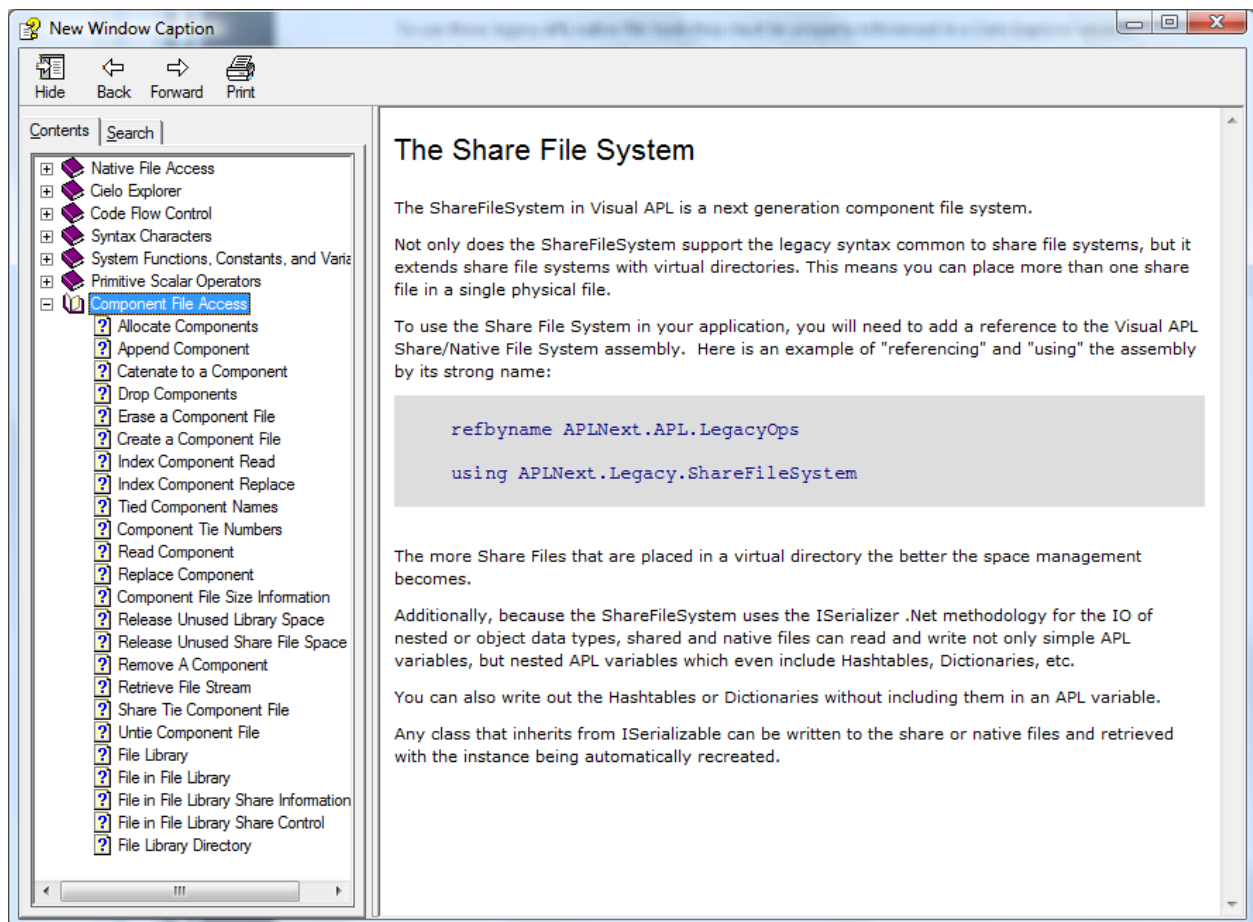 New Window Caption
Hide Back Forward Print
Contents Search
Native File Access
Cielo Explorer
Code Flow Control
Syntax Characters
System Functions, Constants, and Varia
Primitive Scalar Operators
Component File Access
Allocate Components
Append Component
Catenate to a Component
Drop Components
Erase a Component File
Create a Component File
Index Component Read
Index Component Replace
Tied Component Names
Component Tie Numbers
Read Component
Replace Component
Component File Size Information
Release Unused Library Space
Release Unused Share File Space
Remove A Component
Retrieve File Stream
Share Tie Component File
Untie Component File
File Library
File in File Library
File in File Library Share Information
File in File Library Share Control
File Library Directory
The Share File System
The ShareFileSystem in Visual APL is a next generation component file system.
Not only does the ShareFileSystem support the legacy syntax common to share file systems, but it
extends share file systems with virtual directories. This means you can place more than one share
file in a single physical file.
To use the Share File System in your application, you will need to add a reference to the Visual APL
Share/Native File System assembly.  Here is an example of "referencing" and "using" the assembly
by its strong name:
refbyname APLNext.APL.LegacyOps
using APLNext.Legacy.ShareFileSystem
The more Share Files that are placed in a virtual directory the better the space management
becomes.
Additionally, because the ShareFileSystem uses the ISerializer .Net methodology for the IO of
nested or object data types, shared and native files can read and write not only simple APL
variables, but nested APL variables which even include Hashtables, Dictionaries, etc.
You can also write out the Hashtables or Dictionaries without including them in an APL variable.
Any class that inherits from ISerializable can be written to the share or native files and retrieved
with the instance being automatically recreated.